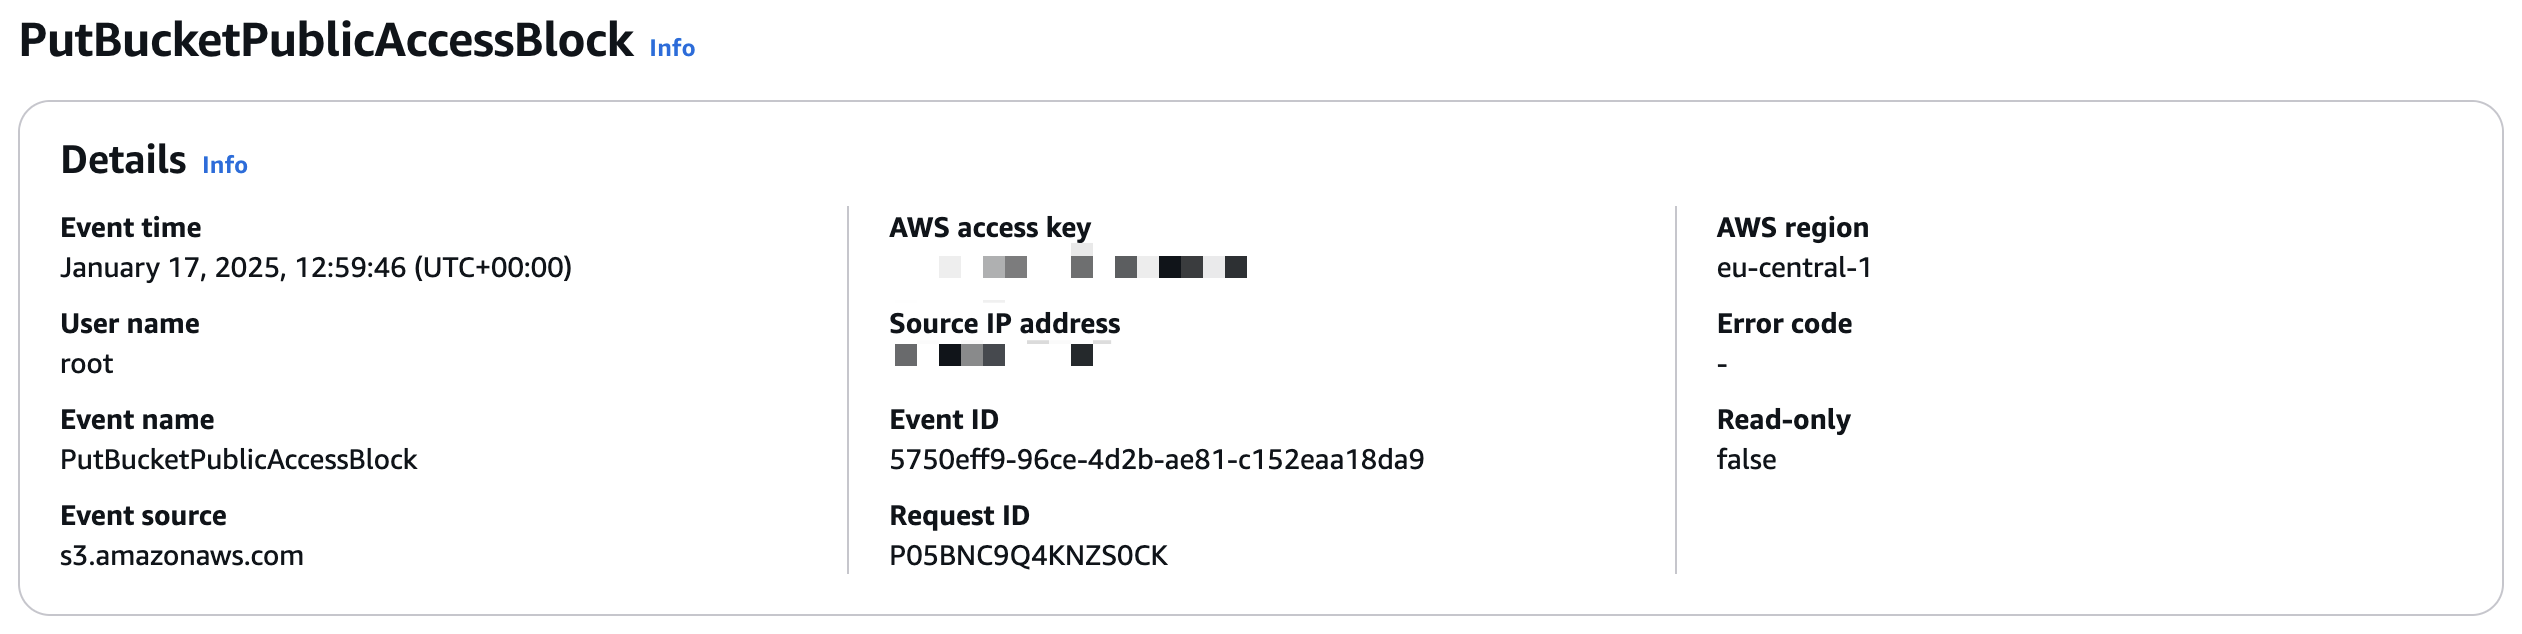 PutBucketPublicAccessBlock Info
Details Info
Event time
January 17, 2025, 12:59:46 (UTC+00:00)
User name
root
Event name
PutBucketPublicAccessBlock
Event source
s3.amazonaws.com
AWS access key
Source IP address
Event ID
5750eff9-96ce-4d2b-ae81-c152eaa18da9
Request ID
P05BNC9Q4KNZS0CK
AWS region
eu-central-1
Error code
-
Read-only
false